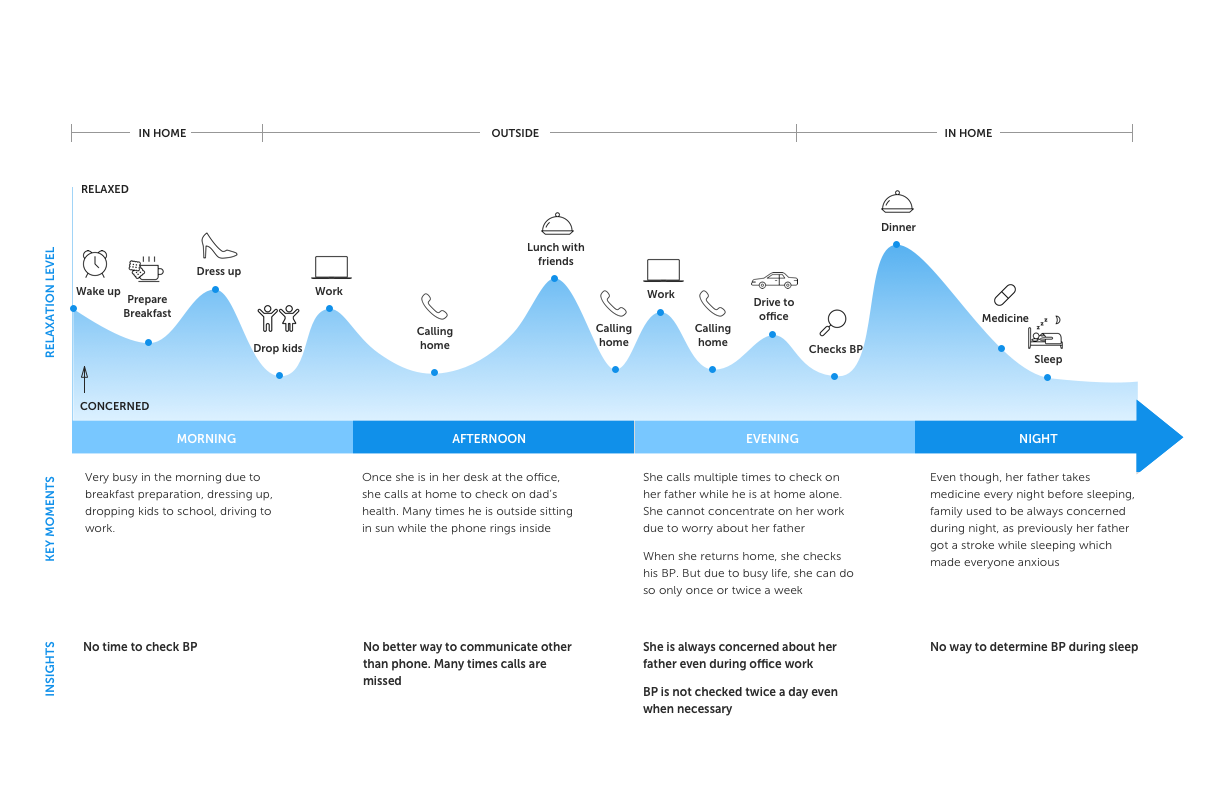 IN HOME
OUTSIDE
IN HOME
RELAXED
RELAXATION LEVEL
Wake up
Prepare
Breakfast
Dress up
Drop kids
Work
Calling
home
Lunch with
friends
Calling
home
Work
Calling
home
Drive to
office
Checks BP
Dinner
Medicine
z z z
Sleep
CONCERNED
MORNING
AFTERNOON
EVENING
NIGHT
KEY MOMENTS
Very busy in the morning due to
breakfast preparation, dressing up,
dropping kids to school, driving to
work.
Once she is in her desk at the office,
she calls at home to check on dad's
health. Many times he is outside sitting
in sun while the phone rings inside
She calls multiple times to check on
her father while he is at home alone.
She cannot concentrate on her work
due to worry about her father
When she returns home, she checks
his BP. But due to busy life, she can do
so only once or twice a week
Even though, her father takes
medicine every night before sleeping,
family used to be always concerned
during night, as previously her father
got a stroke while sleeping which
made everyone anxious
INSIGHTS
No time to check BP
No better way to communicate other
than phone. Many times calls are
missed
She is always concerned about her
father even during office work
BP is not checked twice a day even
when necessary
No way to determine BP during sleep